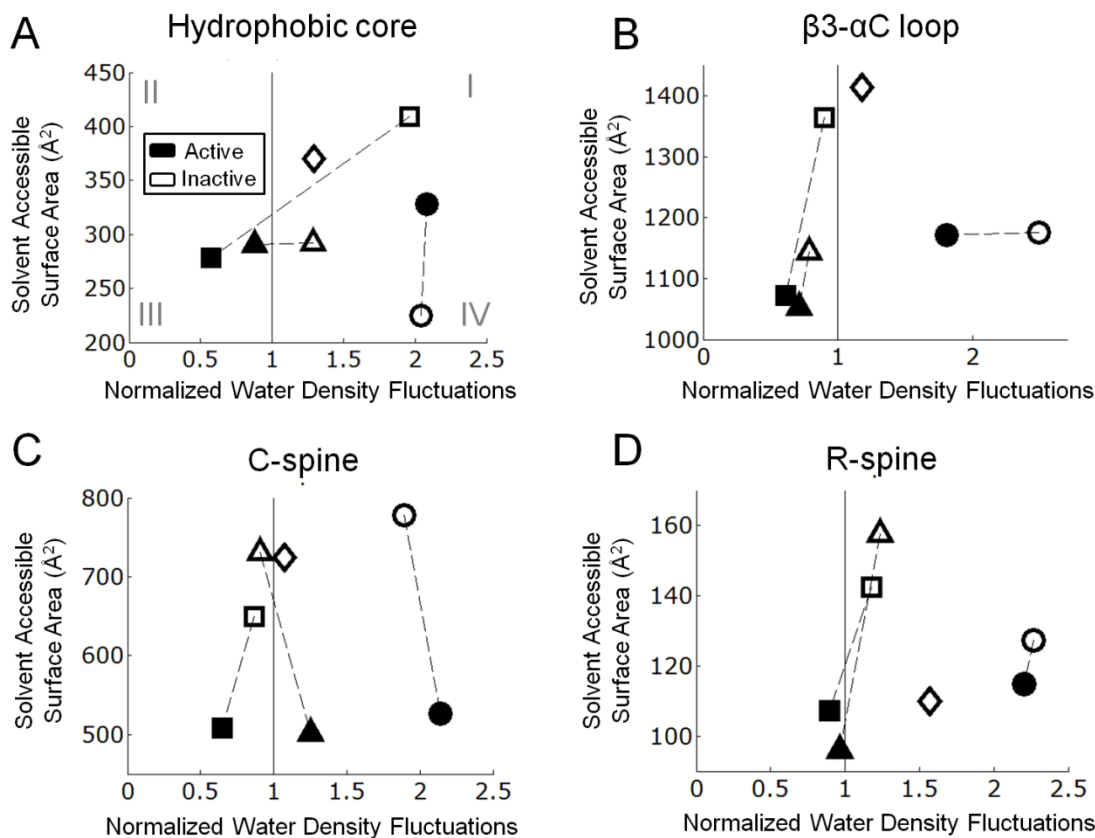 A
Hydrophobic core
Solvent Accessible
Surface Area (Å²)
450
400
350
300
250
200
II
I
III
IV
Active
Inactive
0
0.5
1
1.5
2
2.5
Normalized Water Density Fluctuations
B
β3-αC loop
Solvent Accessible
Surface Area (Å²)
1400
1300
1200
1100
1000
0
1
2
Normalized Water Density Fluctuations
C
C-spine
Solvent Accessible
Surface Area (Å²)
800
700
600
500
0
0.5
1
1.5
2
2.5
Normalized Water Density Fluctuations
D
R-spine
Solvent Accessible
Surface Area (Å²)
160
140
120
100
0
0.5
1
1.5
2
2.5
Normalized Water Density Fluctuations